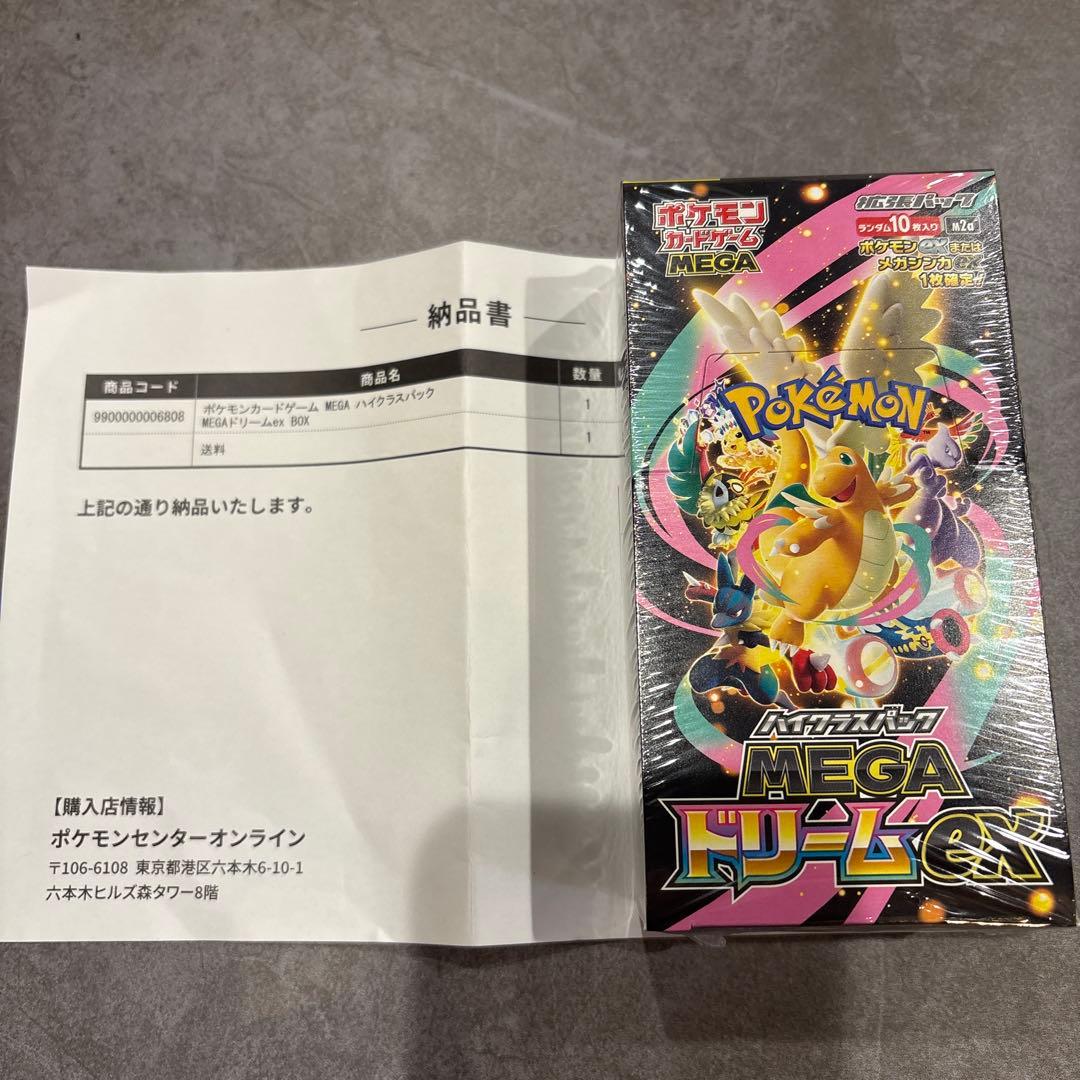 納品書
商品コード 商品名 数量
9900000006808 ポケモンカードゲーム MEGA ハイクラスパック 1
MEGAドリームex BOX
送料 1
上記の通り納品いたします。
【購入店情報】
ポケモンセンターオンライン
〒106-6108 東京都港区六本木6-10-1
六本木ヒルズ森タワー8階
ポケモン
カードゲーム
MEGA
拡張パック
ランダム10枚入り M2a
ポケモンexまたは
メガシンカex
1枚確定!
POKÉMON
ハイクラスパック
MEGA
ドリームex